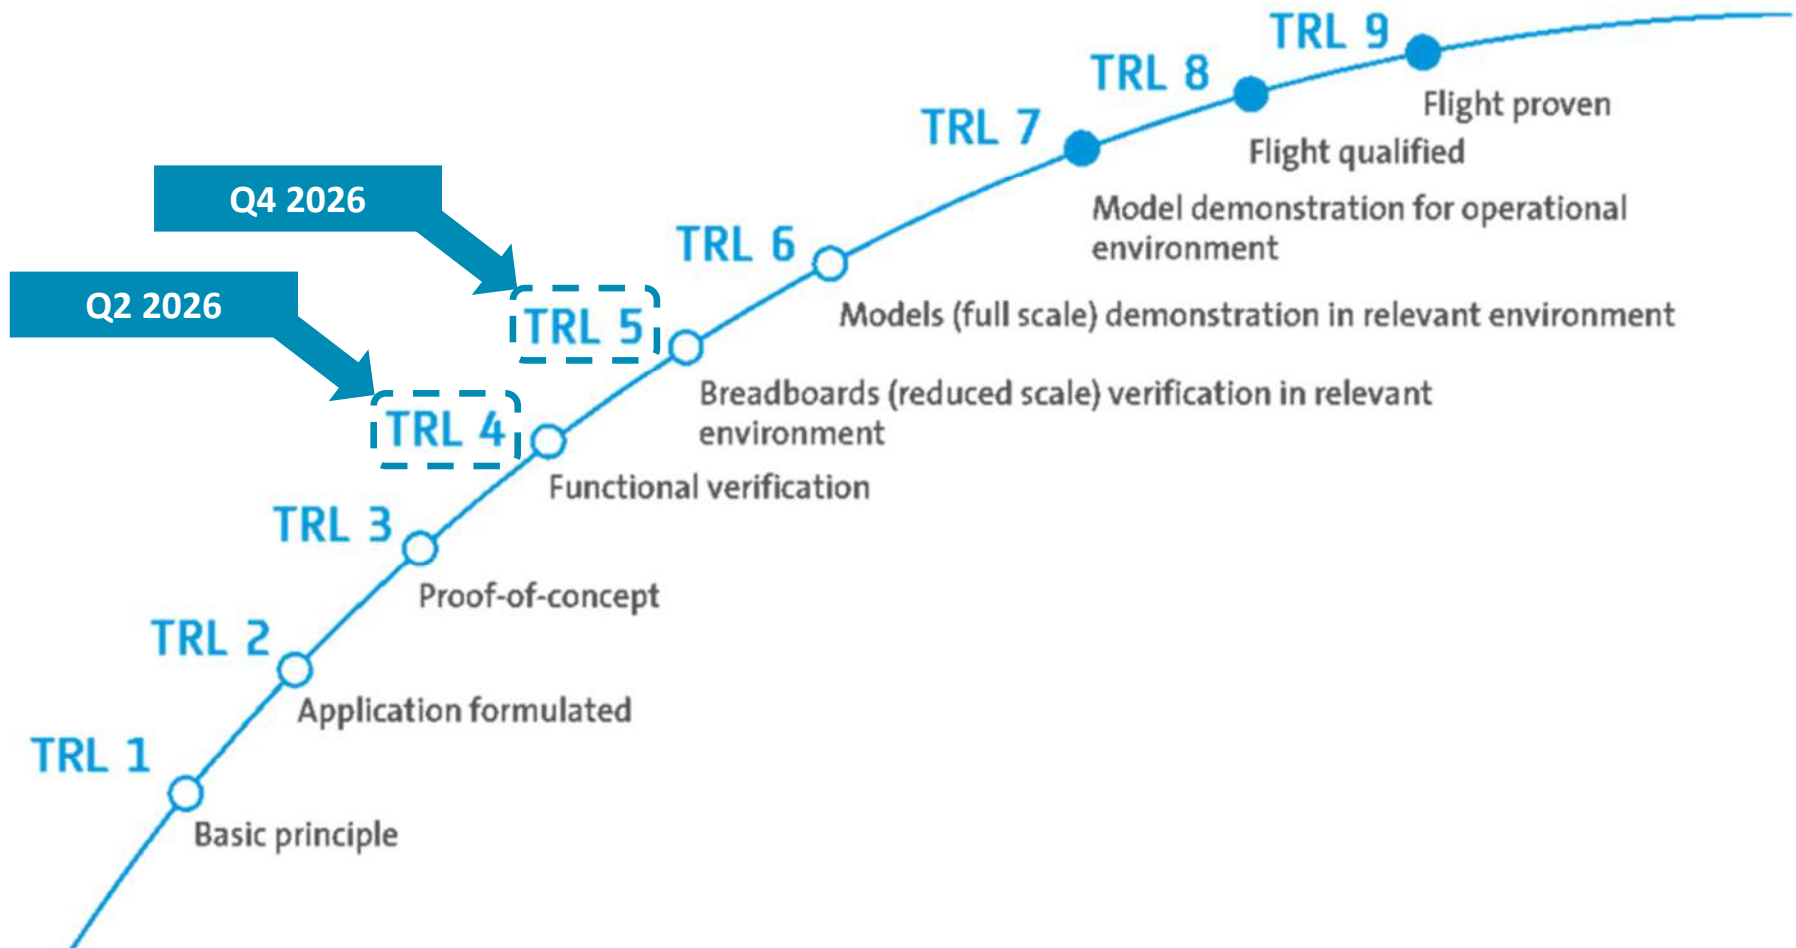 TRL 9
Flight proven
TRL 8
Flight qualified
TRL 7
Model demonstration for operational
environment
Q4 2026
TRL 6
Models (full scale) demonstration in relevant environment
Q2 2026
TRL 5
Breadboards (reduced scale) verification in relevant
environment
TRL 4
Functional verification
TRL 3
Proof-of-concept
TRL 2
Application formulated
TRL 1
Basic principle